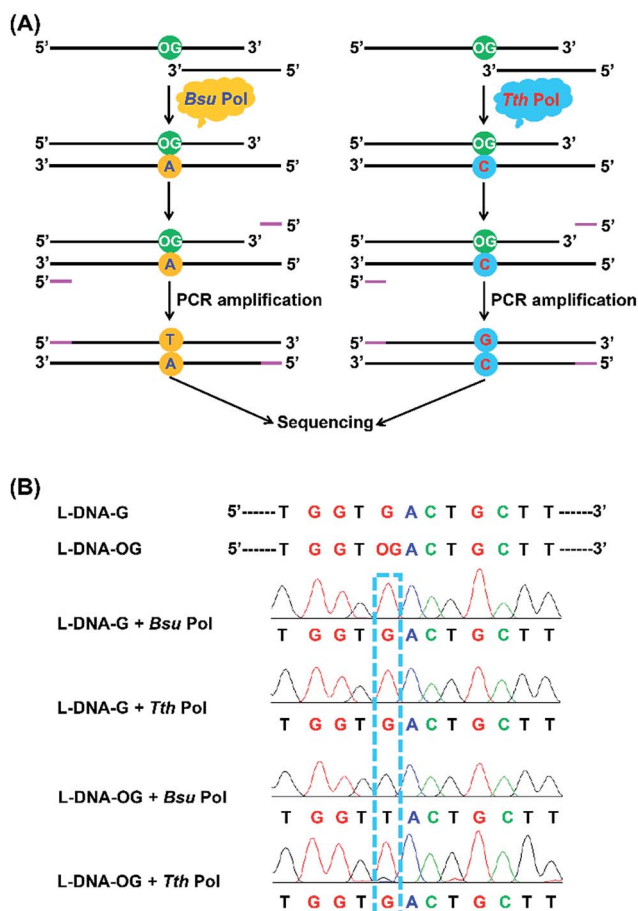 (A)
5’ OG 3’ 5’ OG 3’
3’ 5’ 3’ 5’
Bsu Pol Tth Pol
5’ OG 3’ 5’ OG 3’
3’ A 5’ 3’ C 5’
5’ 5’
5’ OG 3’ 5’ OG 3’
3’ A 5’ 3’ C 5’
5’ 5’
PCR amplification PCR amplification
5’ T 3’ 5’ G 3’
3’ A 5’ 3’ C 5’
Sequencing
(B)
L-DNA-G 5’------T G G T G A C T G C T T------3’
L-DNA-OG 5’------T G G T OG A C T G C T T------3’
L-DNA-G + Bsu Pol
T G G T G A C T G C T T
L-DNA-G + Tth Pol
T G G T G A C T G C T T
L-DNA-OG + Bsu Pol
T G G T T A C T G C T T
L-DNA-OG + Tth Pol
T G G T G A C T G C T T